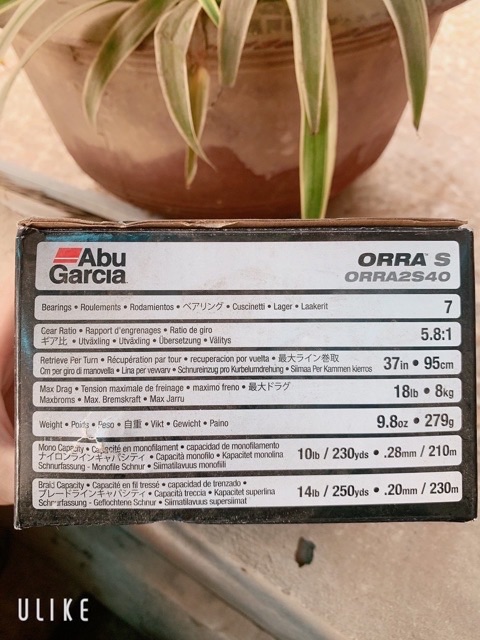 Abu
Garcia
ORRA S
ORRA2S40
Bearings • Roulements • Rodamientos • ベアリング • Cuscinetti • Lager • Laakerit
7
Gear Ratio • Rapport d'engrenages • Ratio de giro
ギア比 • Utväxling • Utväxling • Übersetzung • Välitys
5.8:1
Retrieve Per Turn • Récupération par tour • recuperacion por vuelta • 最大ライン巻取
Cm per giro di manovella • Lina per vevvarv • Schnureinzug pro Kurbelumdrehung • Siimaa Per Kammen kierros
37in • 95cm
Max Drag • Tension maximale de freinage • maximo freno • 最大ドラグ
Maxbroms • Max. Bremskraft • Max Jarru
18lb • 8kg
Weight • Poids • Peso • 自重 • Vikt • Gewicht • Paino
9.8oz • 279g
Mono Capacity • Capacité en monofilament • capacidad de monofilamento
ナイロンラインキャパシティ • Capacità monofilo • Kapacitet monolina
Schnurfassung - Monofile Schnur • Siimatilavuus monofiili
10lb / 230yds • .28mm / 210m
Braid Capacity • Capacité en fil tressé • capacidad de trenzado •
ブレードラインキャパシティ • Capacità treccia • Kapacitet superlina
Schnurfassung - Geflochtene Schnur • Siimatilavuus supersiimat
14lb / 250yds • .20mm / 230m
ULIKE